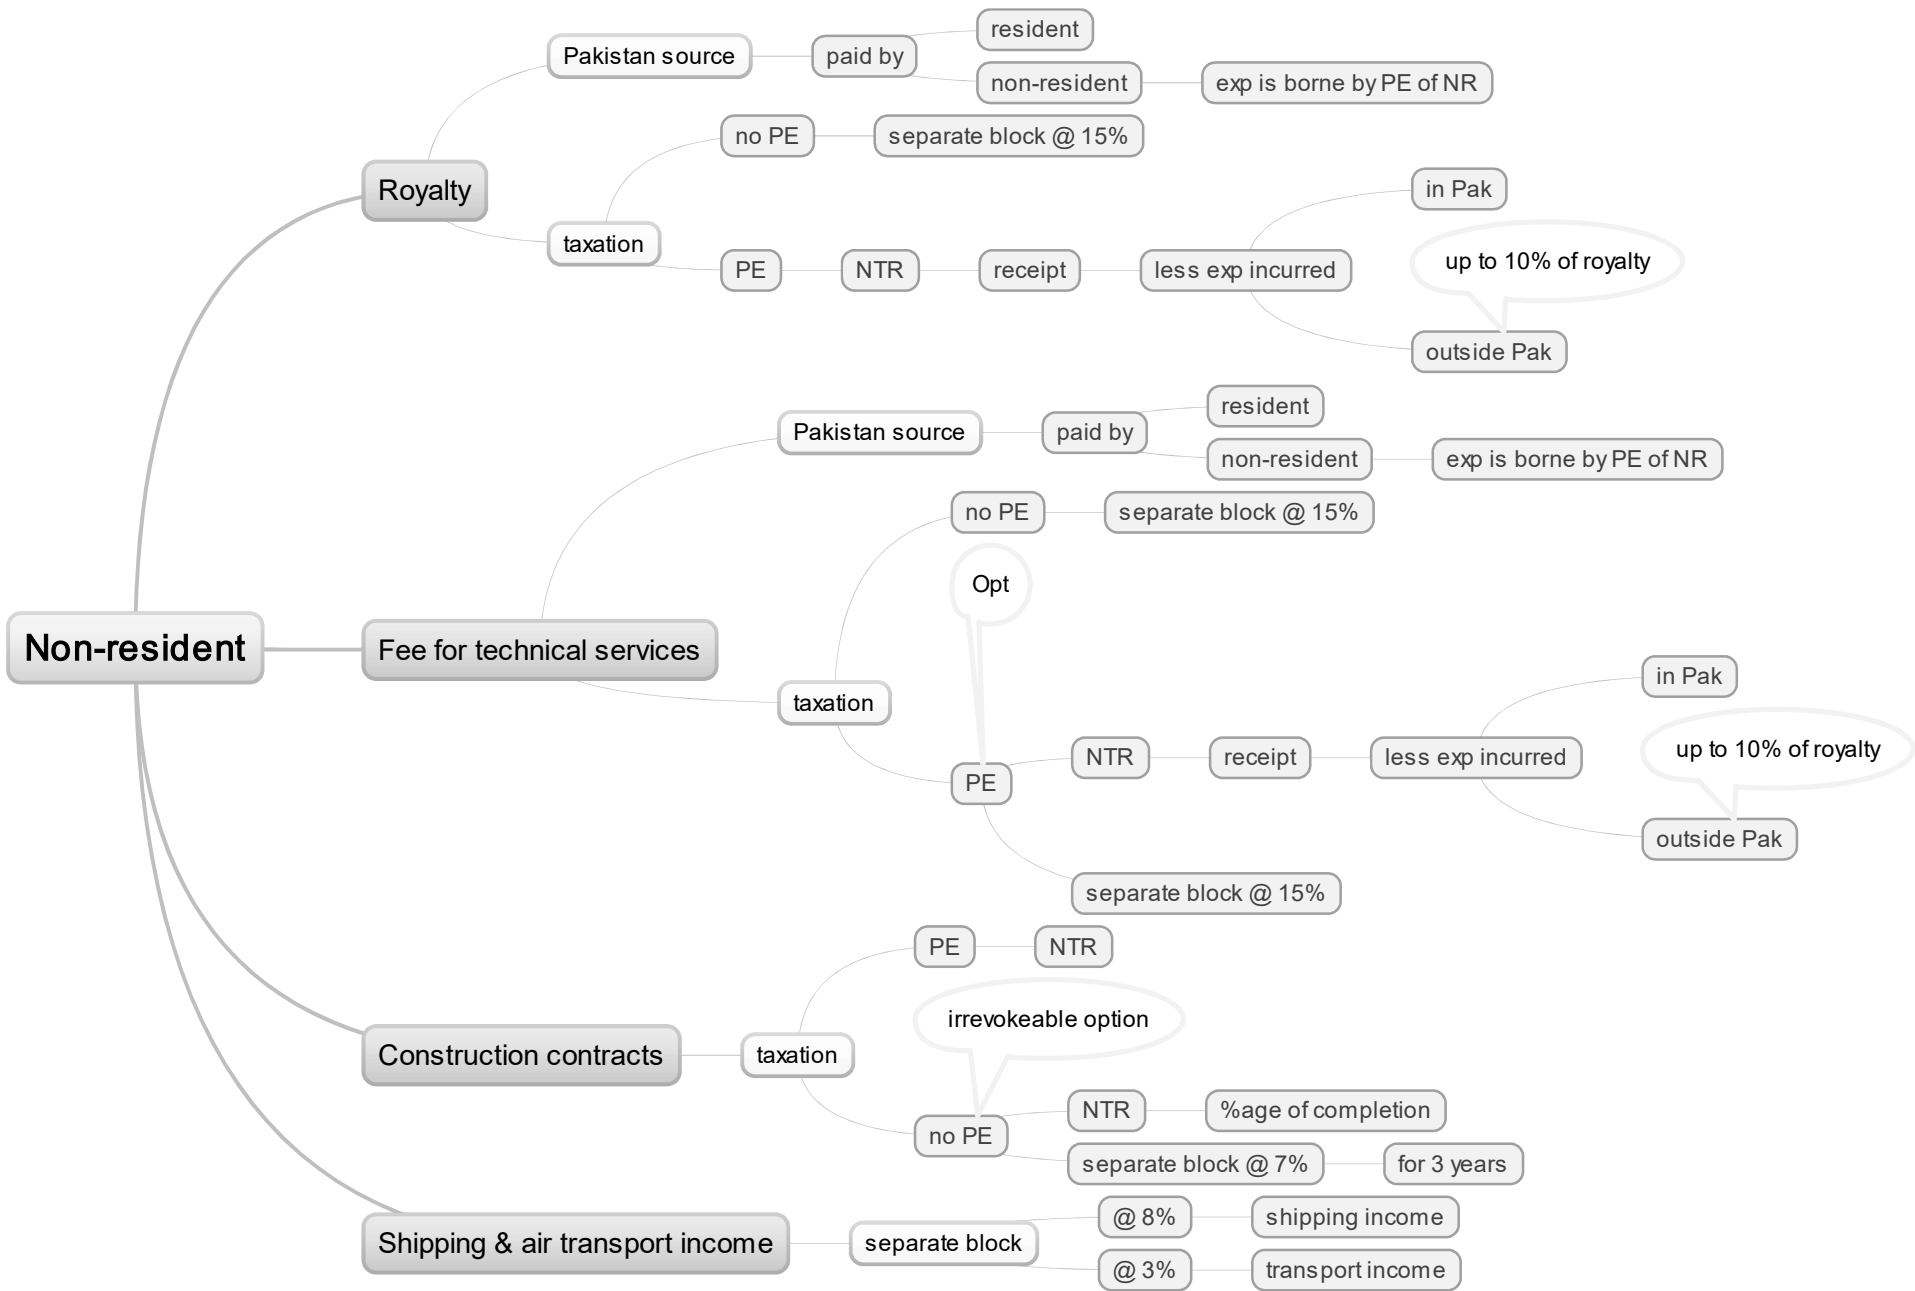 Non-resident
Royalty
Pakistan source
paid by
resident
non-resident
exp is borne by PE of NR
taxation
no PE
separate block @ 15%
PE
NTR
receipt
less exp incurred
in Pak
up to 10% of royalty
outside Pak
Fee for technical services
Pakistan source
paid by
resident
non-resident
exp is borne by PE of NR
taxation
no PE
separate block @ 15%
Opt
PE
NTR
receipt
less exp incurred
in Pak
up to 10% of royalty
outside Pak
separate block @ 15%
Construction contracts
taxation
PE
NTR
irrevokeable option
no PE
NTR
%age of completion
separate block @ 7%
for 3 years
Shipping & air transport income
separate block
@ 8%
shipping income
@ 3%
transport income